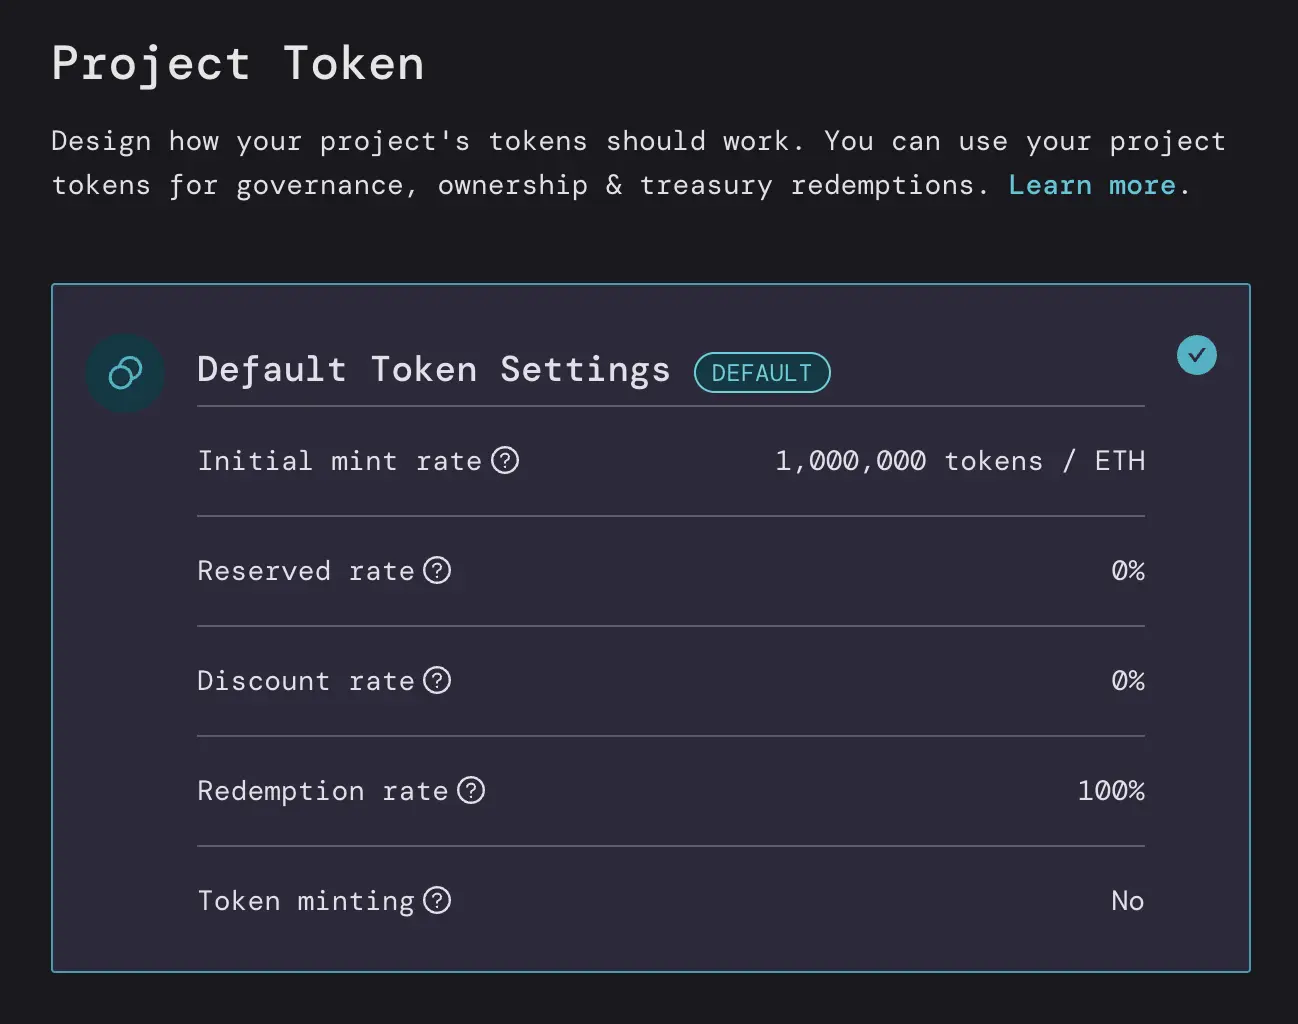 Project Token
Design how your project's tokens should work. You can use your project
tokens for governance, ownership & treasury redemptions. Learn more.
Default Token Settings DEFAULT
Initial mint rate ? 1,000,000 tokens / ETH
Reserved rate ? 0%
Discount rate ? 0%
Redemption rate ? 100%
Token minting ? No